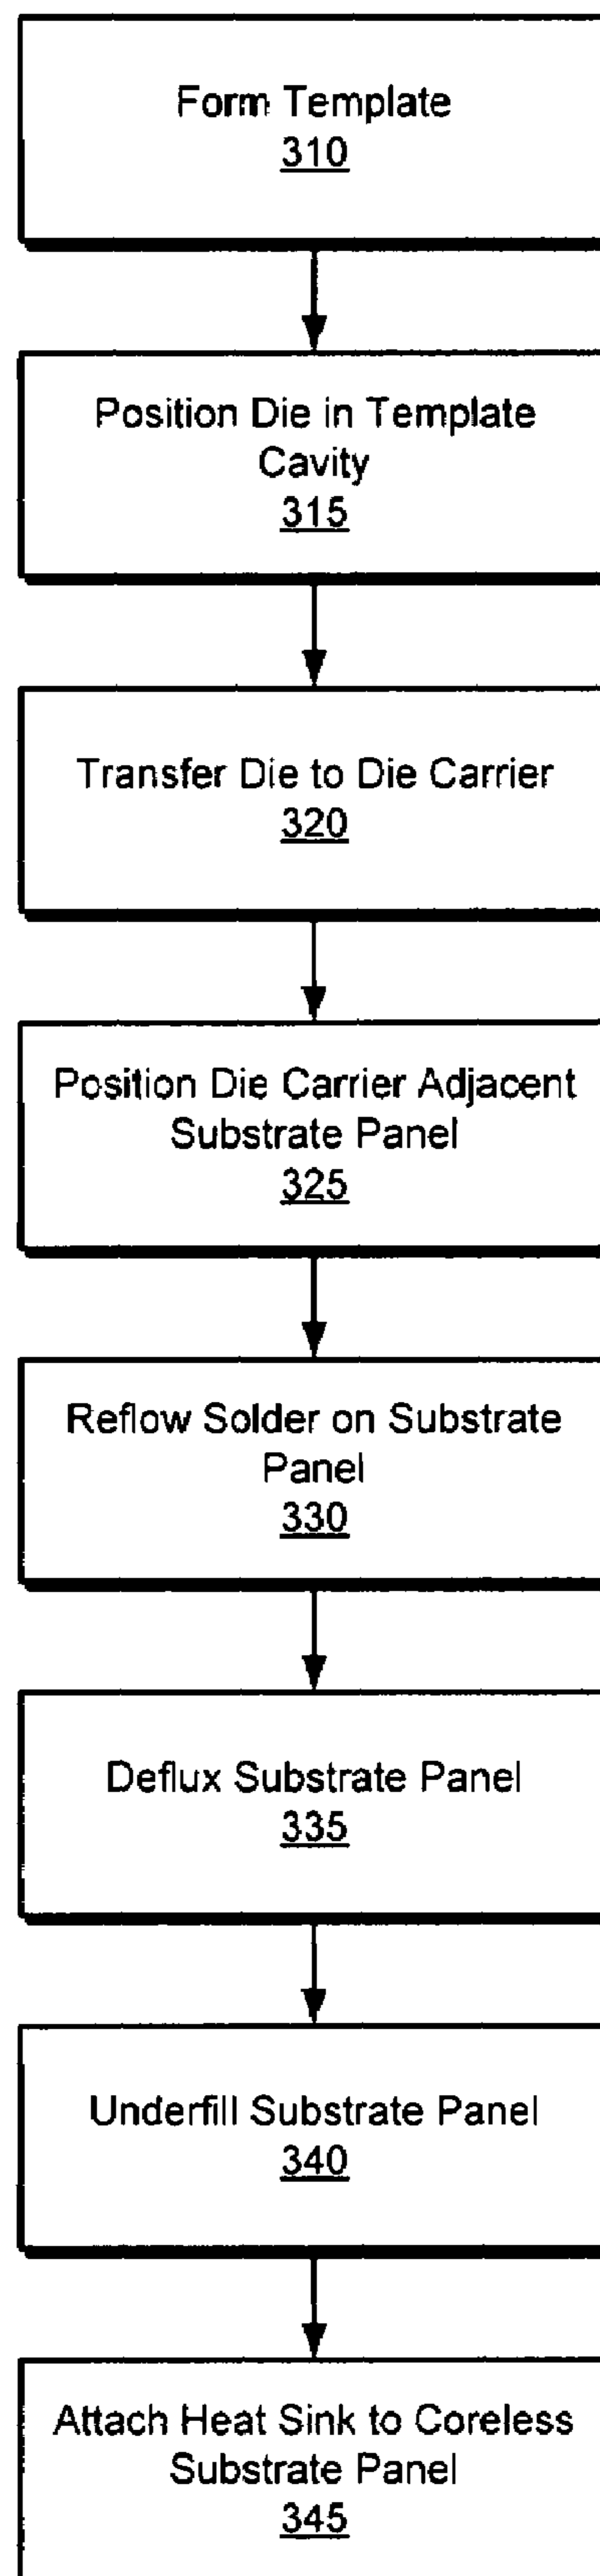 Form Template
310
Position Die in Template
Cavity
315
Transfer Die to Die Carrier
320
Position Die Carrier Adjacent
Substrate Panel
325
Reflow Solder on Substrate
Panel
330
Deflux Substrate Panel
335
Underfill Substrate Panel
340
Attach Heat Sink to Coreless
Substrate Panel
345